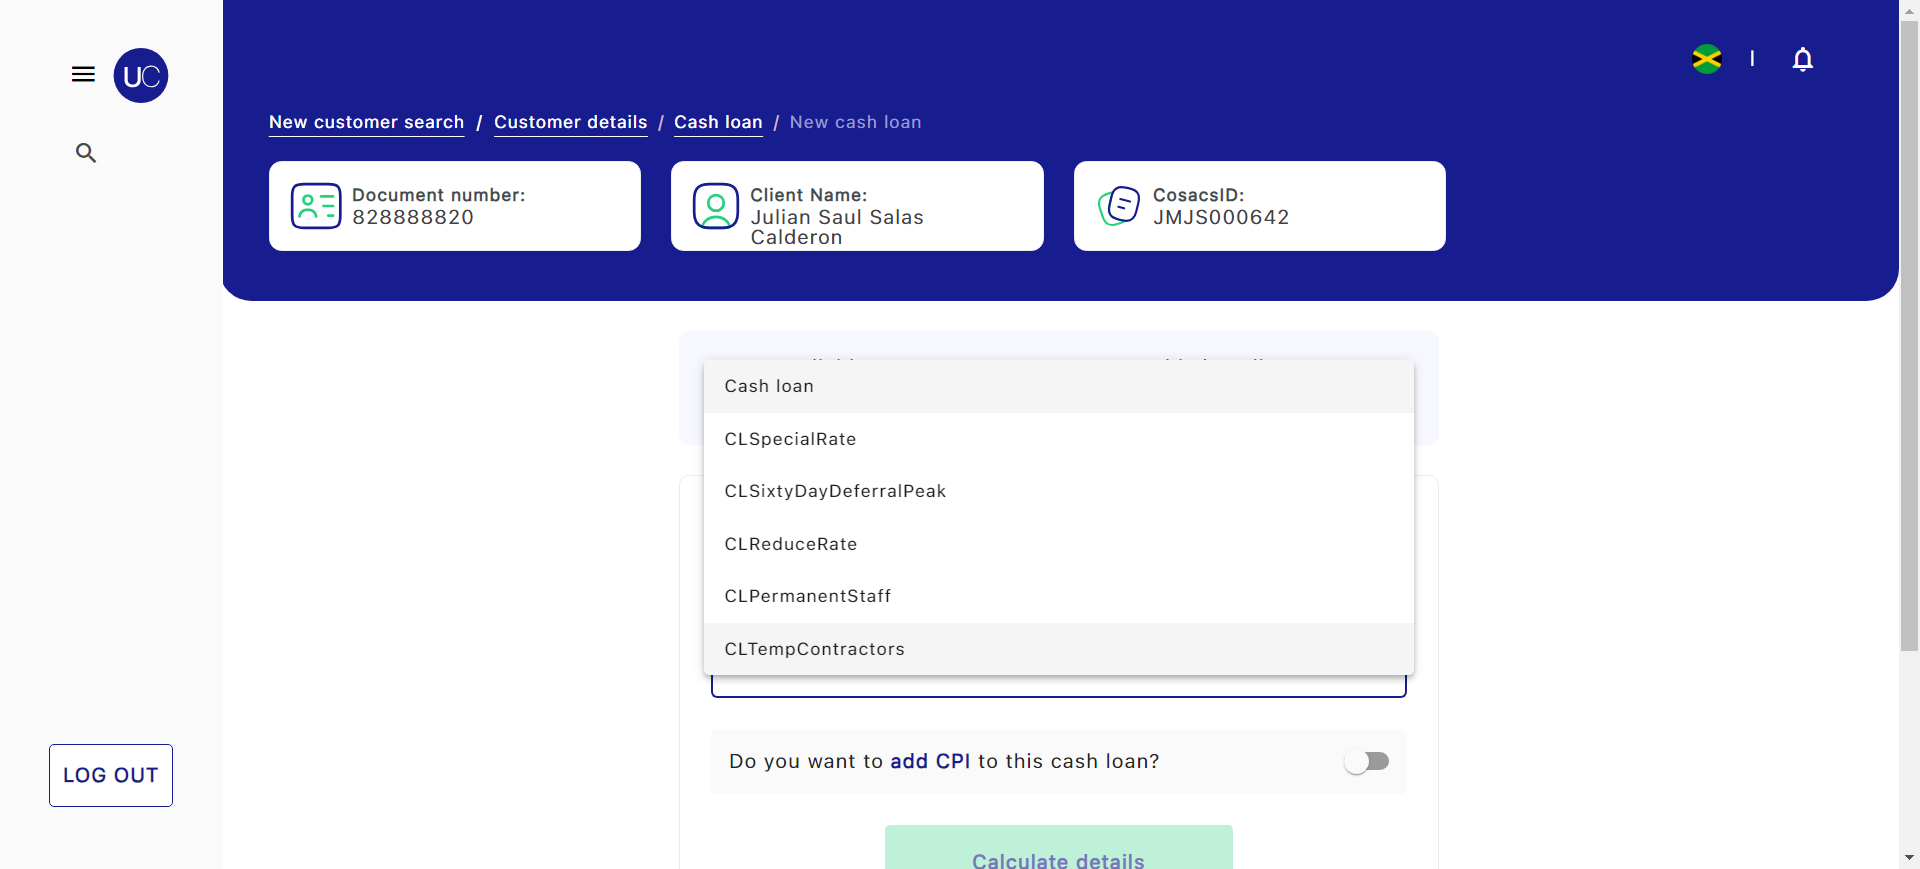 UC
New customer search / Customer details / Cash loan / New cash loan
Document number:
828888820
Client Name:
Julian Saul Salas
Calderon
CosacsID:
JMJS000642
Cash loan
CLSpecialRate
CLSixtyDayDeferralPeak
CLReduceRate
CLPermanentStaff
CLTempContractors
Do you want to add CPI to this cash loan?
LOG OUT
Calculate details